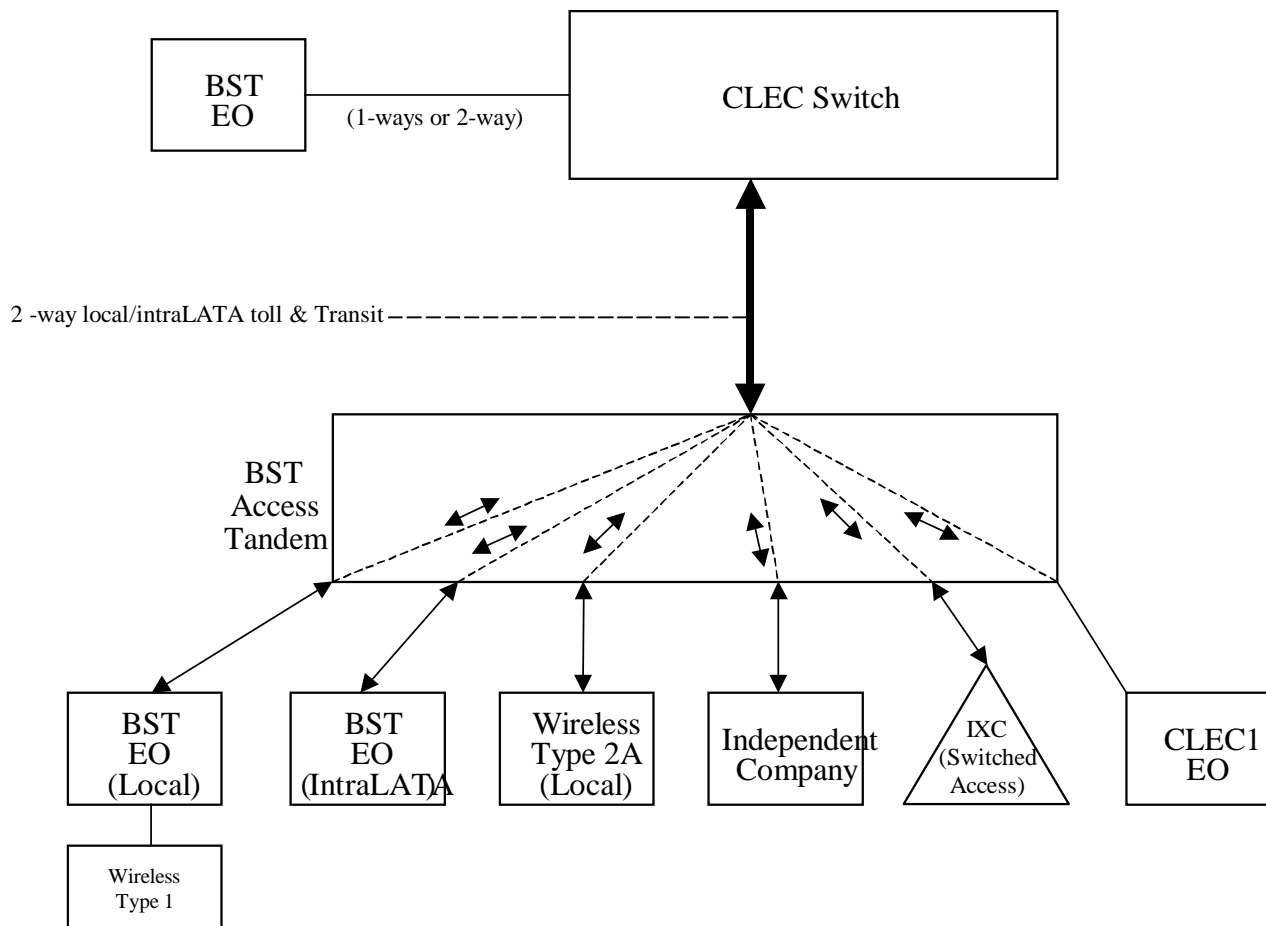 BST
EO
(1-ways or 2-way)
CLEC Switch
2 -way local/intraLATA toll & Transit
BST
Access
Tandem
BST
EO
(Local)
BST
EO
(IntraLAT)A
Wireless
Type 2A
(Local)
Independent
Company
IXC
(Switched
Access)
CLEC1
EO
Wireless
Type 1